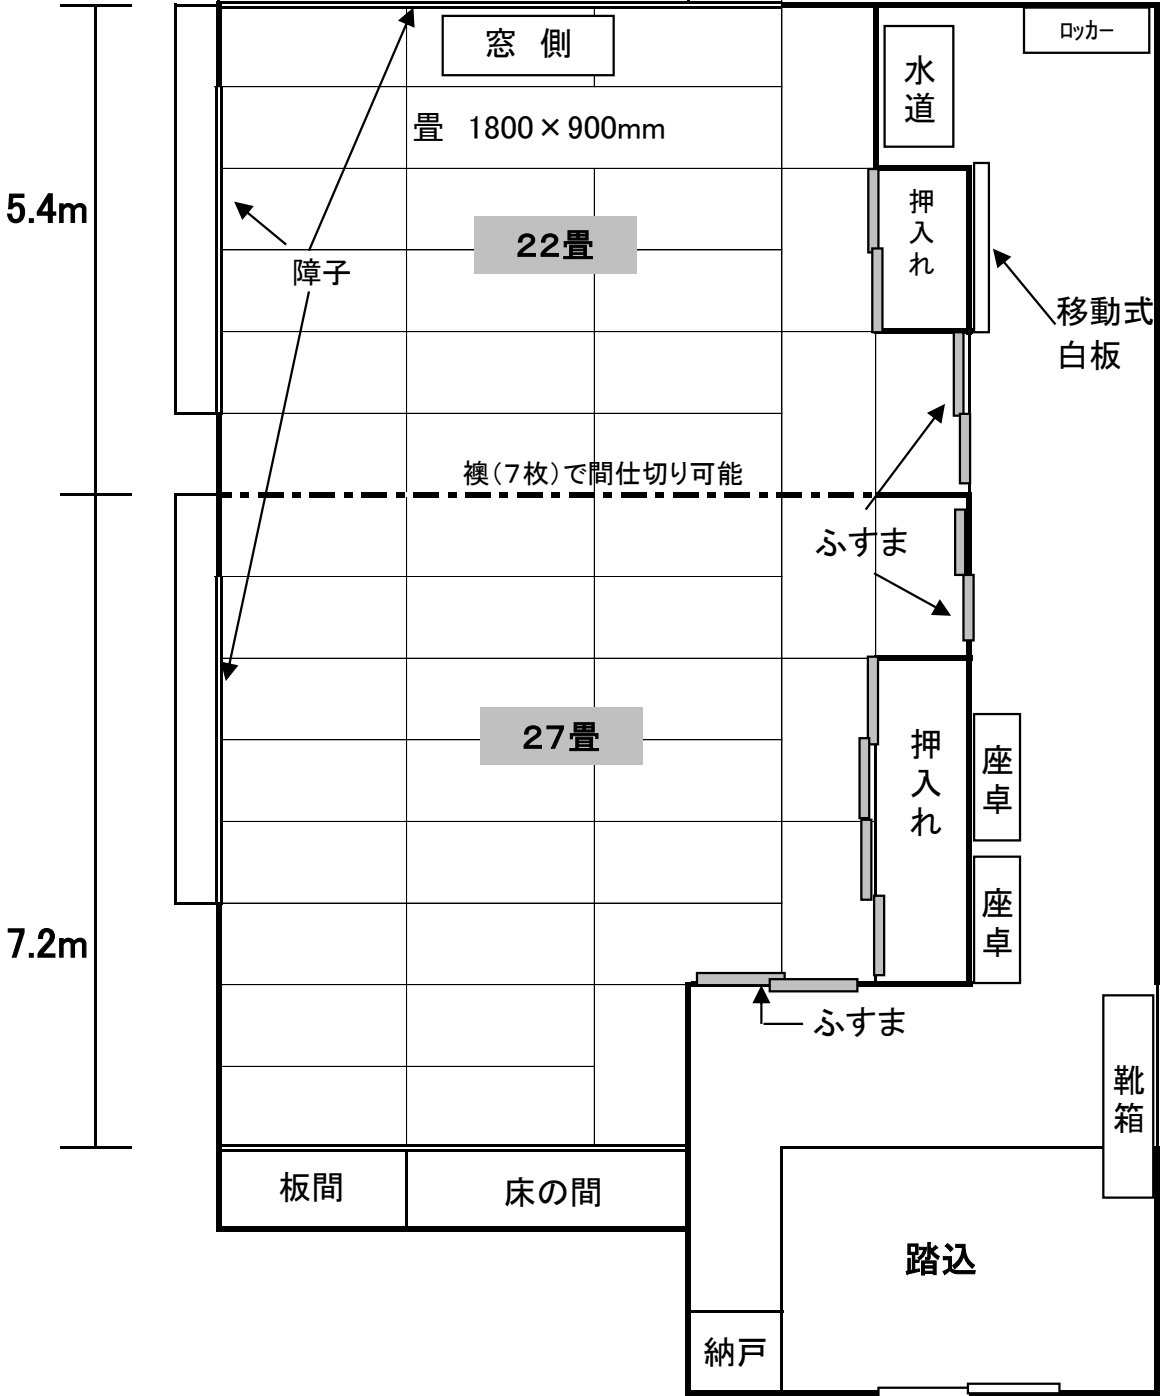 窓 側
ロッカー
水道
畳 1800×900mm
5.4m
押入れ
22畳
障子
移動式
白板
襖(7枚)で間仕切り可能
ふすま
27畳
押入れ
座卓
座卓
7.2m
ふすま
靴箱
板間
床の間
踏込
納戸